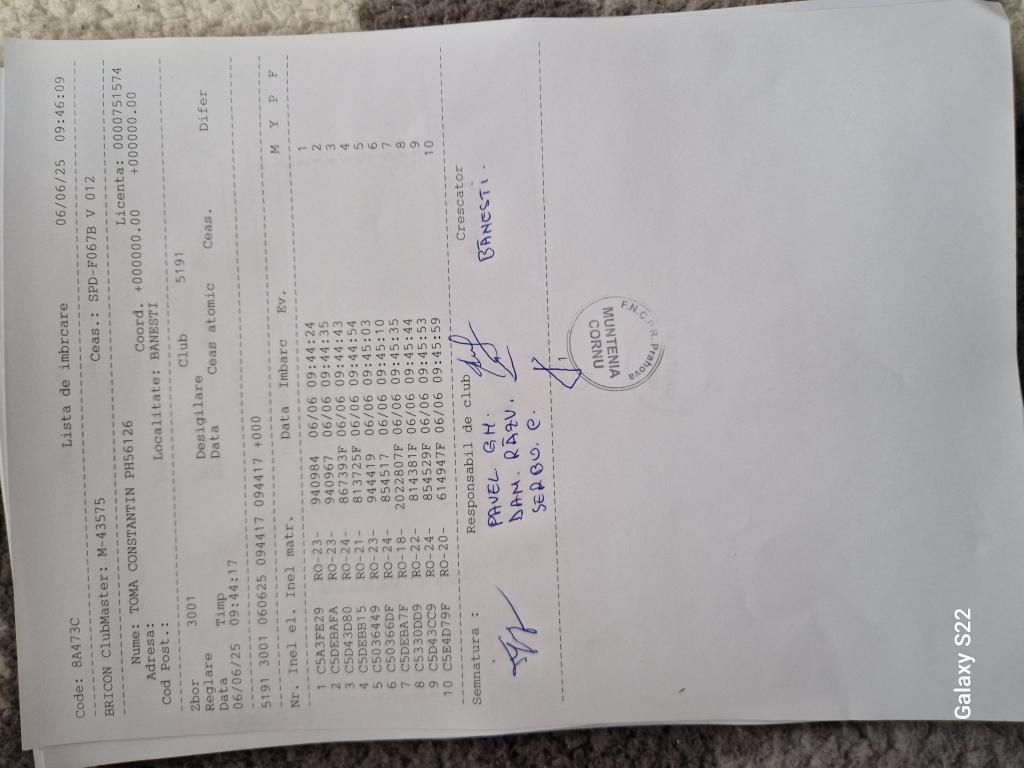 Code: 8A473C Lista de imbrcare 06/06/25 09:46:09
BRICON ClubMaster: M-43575 Ceas.: SPD-F067B V 012
Nume: TOMA CONSTANTIN PH56126 Licenta: 0000751574
Adresa: Coord. +000000.00 +000000.00
Cod Post.: Localitate: BANESTI
Zbor 3001 Club 5191
Reglare Desigilare
Data Timp Data Ceas atomic Ceas. Difer
06/06/25 09:44:17
5191 3001 060625 094417 094417 +000
Nr. Inel el. Inel matr. Data Imbarc Ev. M Y P F
1 C5A3FE29 RO-23- 940984 06/06 09:44:24 1
2 C5DEBAFA RO-23- 940967 06/06 09:44:35 2
3 C5D43D80 RO-24- 867393F 06/06 09:44:43 3
4 C5DEBB15 RO-21- 813725F 06/06 09:44:54 4
5 C5036449 RO-23- 944419 06/06 09:45:03 5
6 C50366DF RO-24- 854517 06/06 09:45:10 6
7 C5DEBA7F RO-18- 2022807F 06/06 09:45:35 7
8 C5330DD9 RO-22- 814381F 06/06 09:45:44 8
9 C5D43CC9 RO-24- 854529F 06/06 09:45:53 9
10 C5E4D79F RO-20- 614947F 06/06 09:45:59 10
Semnatura : Responsabil de club Crescator
PAVEL GH. BĂNESTI.
DAM. RĂZV.
SERBU. C.
1
F.N.C.P.R. Prahova
MUNTENIA
CORNU
Galaxy S22